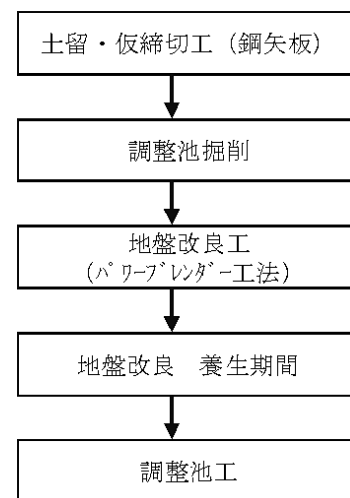 土留・仮締切工（鋼矢板）
調整池掘削
地盤改良工
(ﾊﾟﾜｰﾌﾞﾚﾝﾀﾞｰ工法)
地盤改良　養生期間
調整池工